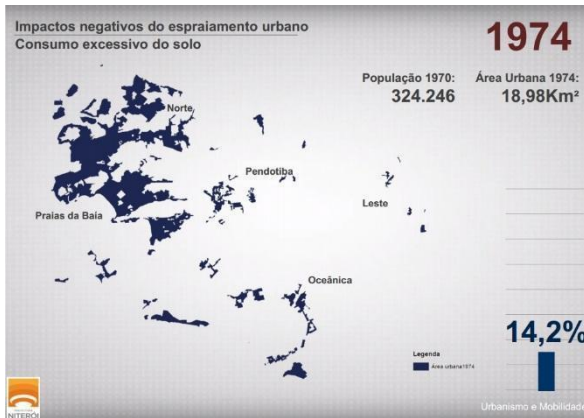 Impactos negativos do espraiamento urbano
Consumo excessivo do solo
1974
População 1970:
324.246
Área Urbana 1974:
18,98Km²
Norte
Pendotiba
Praias da Baía
Leste
Oceânica
14,2%
Legenda
Área urbana1974
NITERÓI
Urbanismo e Mobilidade